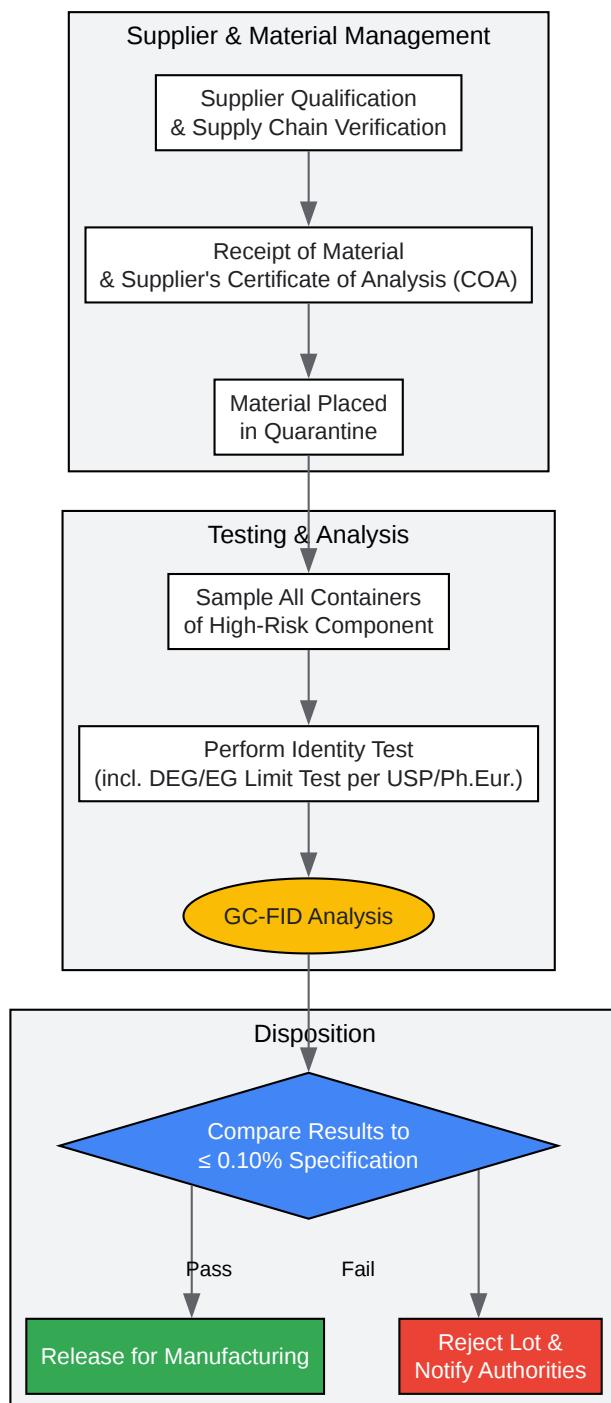 Supplier & Material Management
Supplier Qualification
& Supply Chain Verification
Receipt of Material
& Supplier's Certificate of Analysis (COA)
Material Placed
in Quarantine
Testing & Analysis
Sample All Containers
of High-Risk Component
Perform Identity Test
(incl. DEG/EG Limit Test per USP/Ph.Eur.)
GC-FID Analysis
Disposition
Compare Results to
≤ 0.10% Specification
Pass
Fail
Release for Manufacturing
Reject Lot &
Notify Authorities